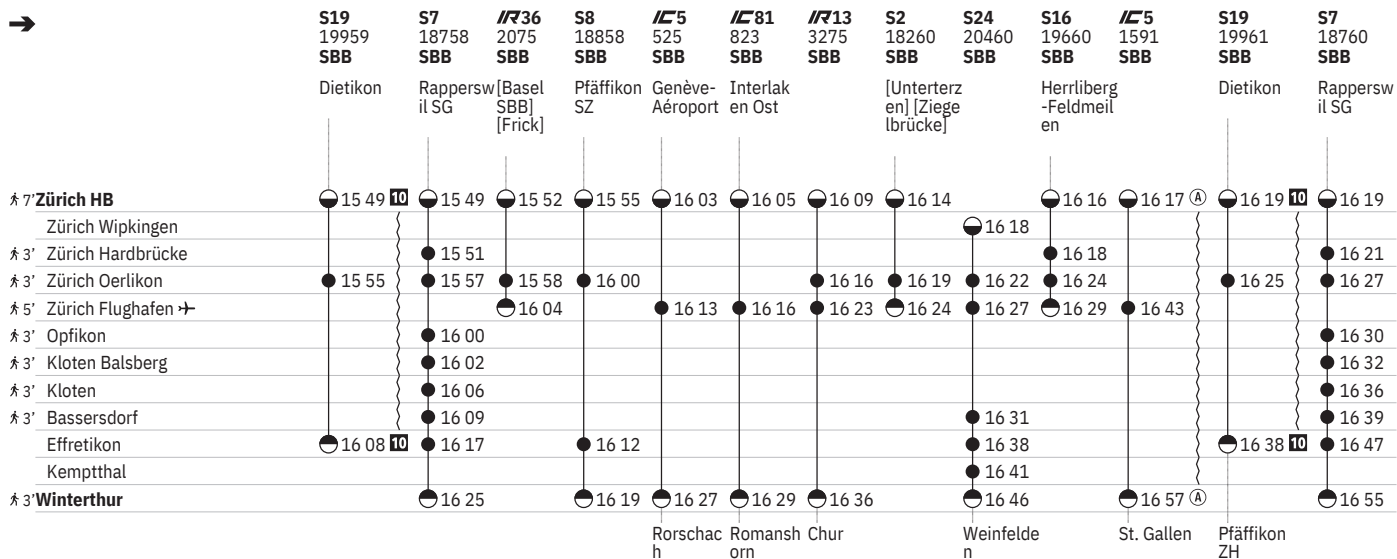 ➔ S19 S7 IR36 S8 IC5 IC81 IR13 S2 S24 S16 IC5 S19 S7
19959 18758 2075 18858 525 823 3275 18260 20460 19660 1591 19961 18760
SBB SBB SBB SBB SBB SBB SBB SBB SBB SBB SBB SBB SBB
Dietikon Rappersw [Basel Pfäffikon Genève- Interlak [Unterterz Herrliberg Dietikon Rappersw
il SG SBB] SZ Aéroport en Ost en] [Ziege -Feldmeil il SG
[Frick] lbrücke] en
7' Zürich HB 15 49 10 15 49 15 52 15 55 16 03 16 05 16 09 16 14 16 16 16 17 A 16 19 10 16 19
Zürich Wipkingen 16 18
3' Zürich Hardbrücke 15 51 16 18 16 21
3' Zürich Oerlikon 15 55 15 57 15 58 16 00 16 16 16 19 16 22 16 24 16 25 16 27
5' Zürich Flughafen 16 04 16 13 16 16 16 23 16 24 16 27 16 29 16 43
3' Opfikon 16 00 16 30
3' Kloten Balsberg 16 02 16 32
3' Kloten 16 06 16 36
3' Bassersdorf 16 09 16 31 16 39
Effretikon 16 08 10 16 17 16 12 16 38 16 38 10 16 47
Kemptthal 16 41
3' Winterthur 16 25 16 19 16 27 16 29 16 36 16 46 16 57 A 16 55
Rorschac Romansh Chur Weinfelde St. Gallen Pfäffikon
h orn n ZH